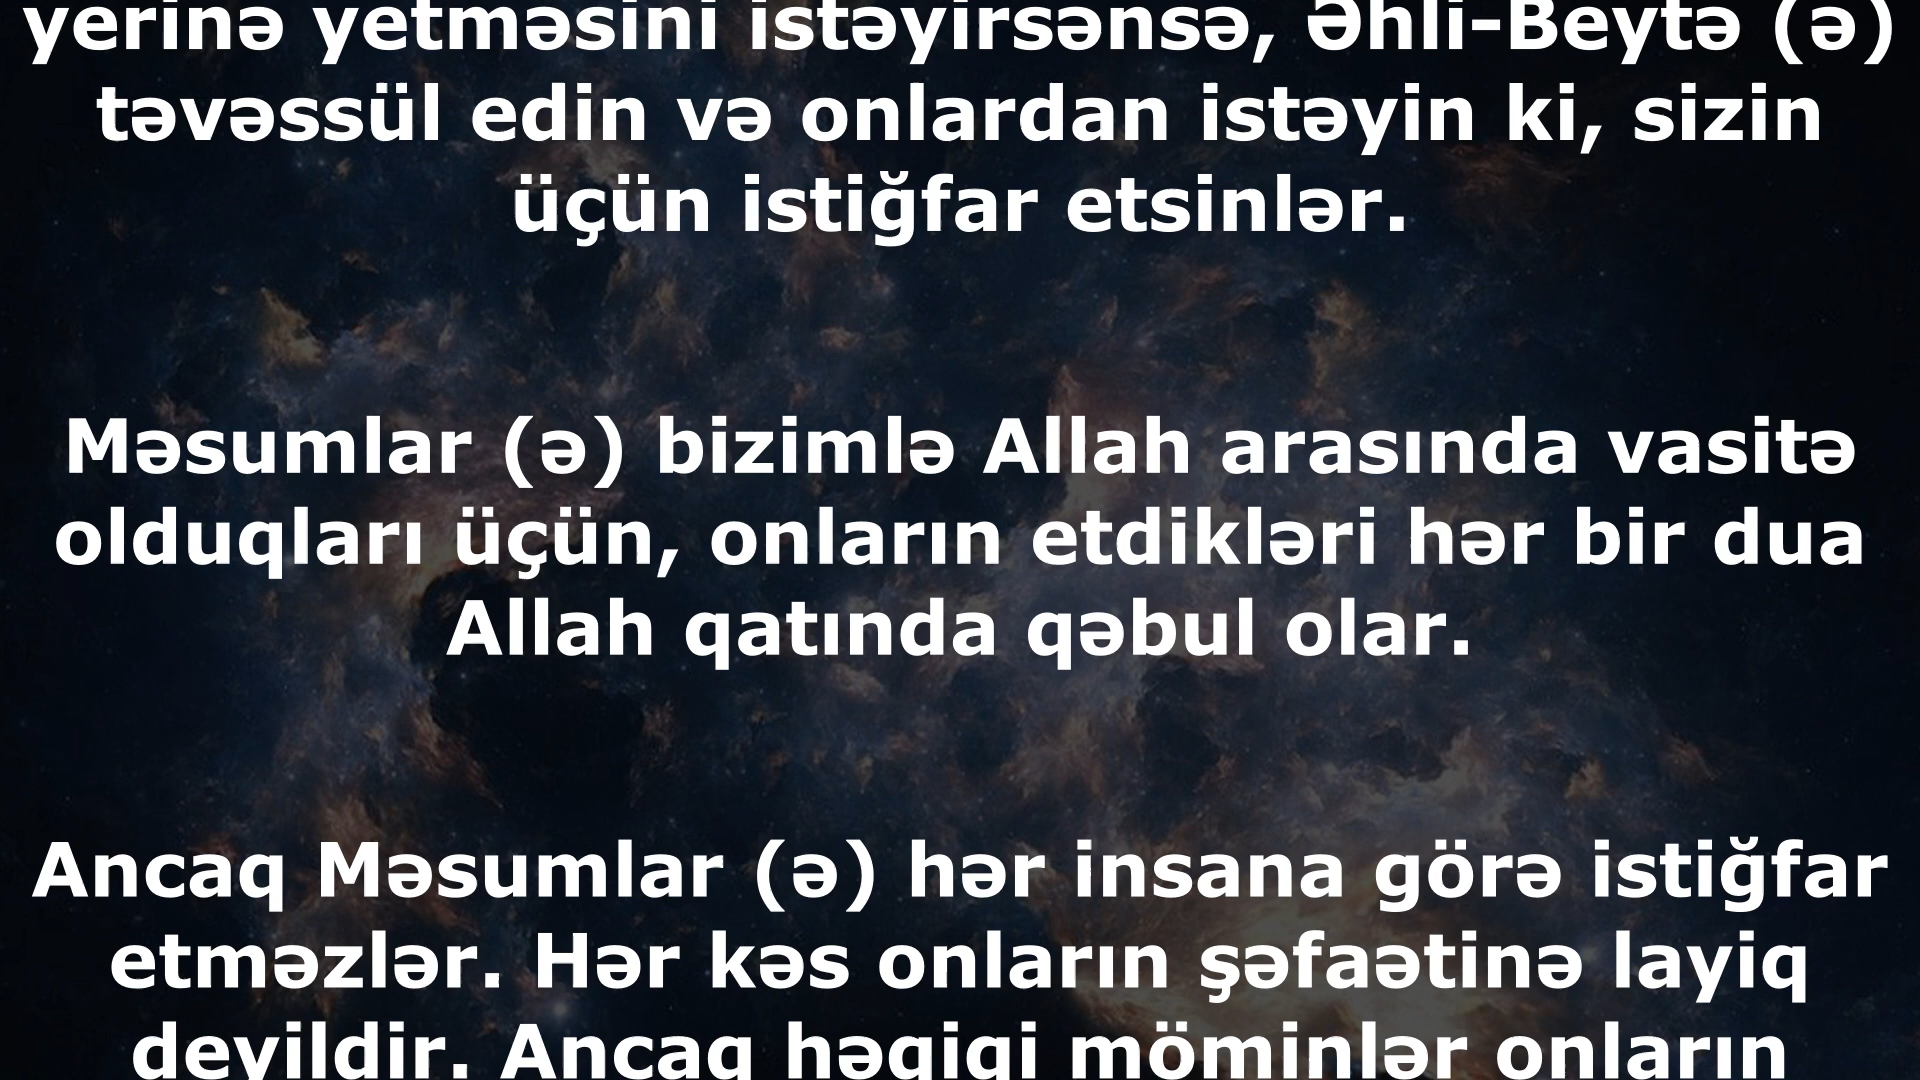 yerinə yetməsini istəyirsənsə, Əhli-Beytə (ə)
təvəssül edin və onlardan istəyin ki, sizin
üçün istiğfar etsinlər.
Məsumlar (ə) bizimlə Allah arasında vasitə
olduqları üçün, onların etdikləri hər bir dua
Allah qatında qəbul olar.
Ancaq Məsumlar (ə) hər insana görə istiğfar
etməzlər. Hər kəs onların şəfaətinə layiq
deyildir. Ancaq həqiqi möminlər onların